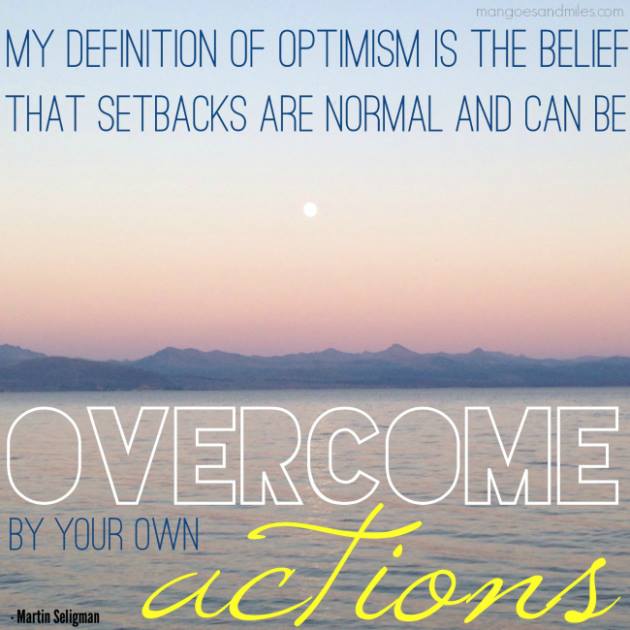 mangoesandmiles.com
MY DEFINITION OF OPTIMISM IS THE BELIEF
THAT SETBACKS ARE NORMAL AND CAN BE
OVERCOME
BY YOUR OWN
actions
- Martin Seligman